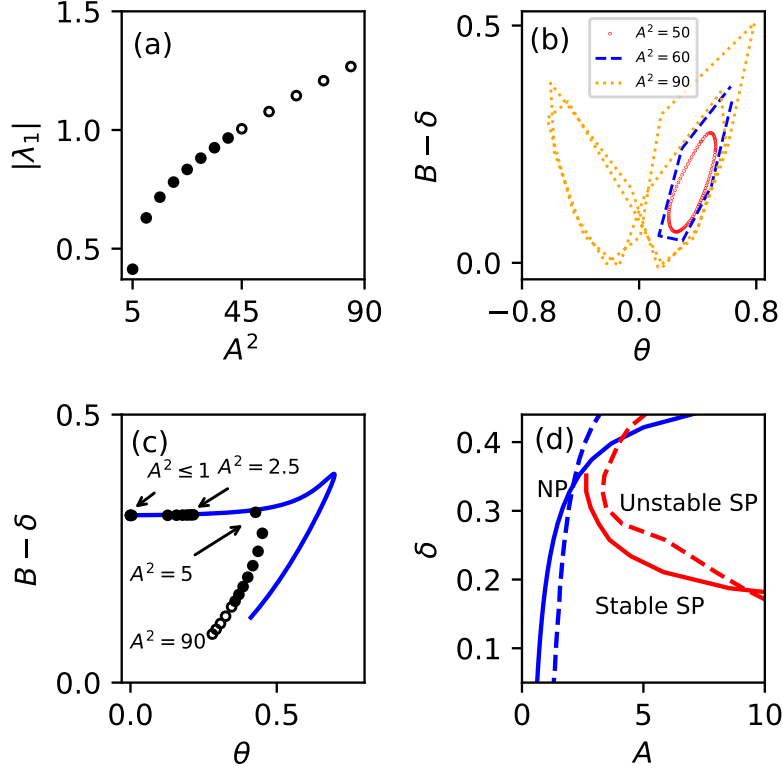 (a)
1.5
1.0
0.5
|λ₁|
5
45
90
A²
(b)
A² = 50
A² = 60
A² = 90
0.5
0.0
B − δ
−0.8
0.0
0.8
θ
(c)
A² ≤ 1
A² = 2.5
A² = 5
A² = 90
0.5
0.0
B − δ
0.0
0.5
θ
(d)
NP
Unstable SP
Stable SP
0.4
0.3
0.2
0.1
δ
0
5
10
A